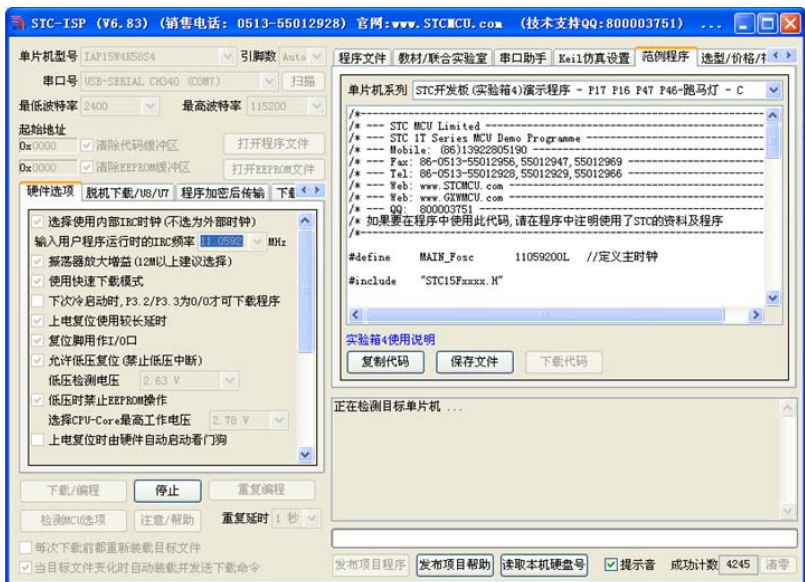 STC-ISP (V6.83) (销售电话: 0513-55012928) 官网:www.STCMCU.com (技术支持QQ:800003751) ...
单片机型号 IAP15W4K58S4 引脚数 Auto
串口号 USB-SERIAL CH340 (COM7) 扫描
最低波特率 2400 最高波特率 115200
起始地址
0x0000 清除代码缓冲区 打开程序文件
0x0000 清除EEPROM缓冲区 打开EEPROM文件
硬件选项 脱机下载/U8/U7 程序加密后传输
选择使用内部IRC时钟(不选为外部时钟)
输入用户程序运行时的IRC频率 11.0592 MHz
振荡器放大增益(12M以上建议选择)
使用快速下载模式
下次冷启动时,P3.2/P3.3为0/0才可下载程序
上电复位使用较长延时
复位脚用作I/O口
允许低压复位(禁止低压中断)
低压检测电压 2.63 V
低压时禁止EEPROM操作
选择CPU-Core最高工作电压 2.78 V
上电复位时由硬件自动启动看门狗
下载/编程 停止 重复编程
检测MCU选项 注意/帮助 重复延时 1 秒
每次下载前都重新装载目标文件
当目标文件变化时自动装载并发送下载命令
程序文件 教材/联合实验室 串口助手 Keil仿真设置 范例程序 选型/价格/
单片机系列 STC开发板(实验箱4)演示程序 - P17 P16 P47 P46-跑马灯 - C
/*---------------------------------------------
/* --- STC MCU Limited ------------------------
/* --- STC 1T Series MCU Demo Programme -------
/* --- Mobile: (86)13922805190 ----------------
/* --- Fax: 86-0513-55012956,55012947,55012969
/* --- Tel: 86-0513-55012928,55012929,55012966
/* --- Web: www.STCMCU.com --------------------
/* --- Web: www.GXWMCU.com --------------------
/* --- QQ: 800003751 --------------------------
/* 如果要在程序中使用此代码,请在程序中注明使用了STC的资料及程序
/*---------------------------------------------
#define MAIN_Fosc 11059200L //定义主时钟
#include "STC15Fxxxx.H"
实验箱4使用说明
复制代码 保存文件 下载代码
正在检测目标单片机 ...
发布项目程序 发布项目帮助 读取本机硬盘号 提示音 成功计数 4245 清零